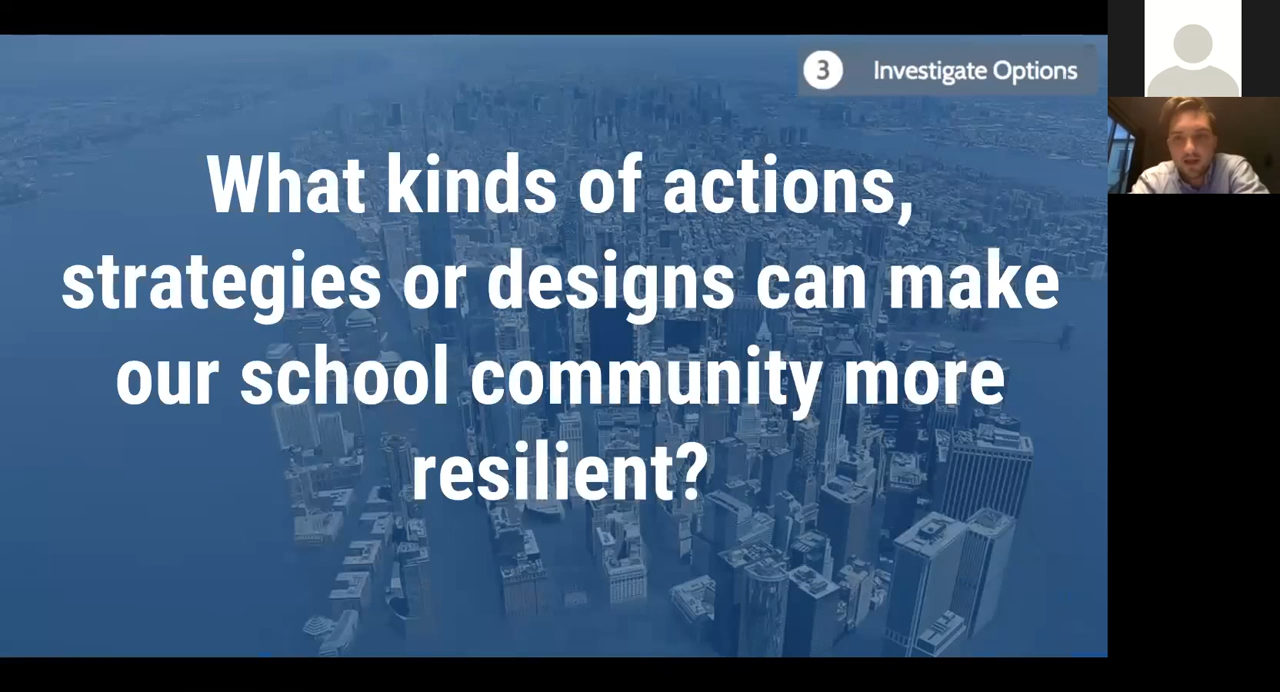 3 Investigate Options
What kinds of actions,
strategies or designs can make
our school community more
resilient?